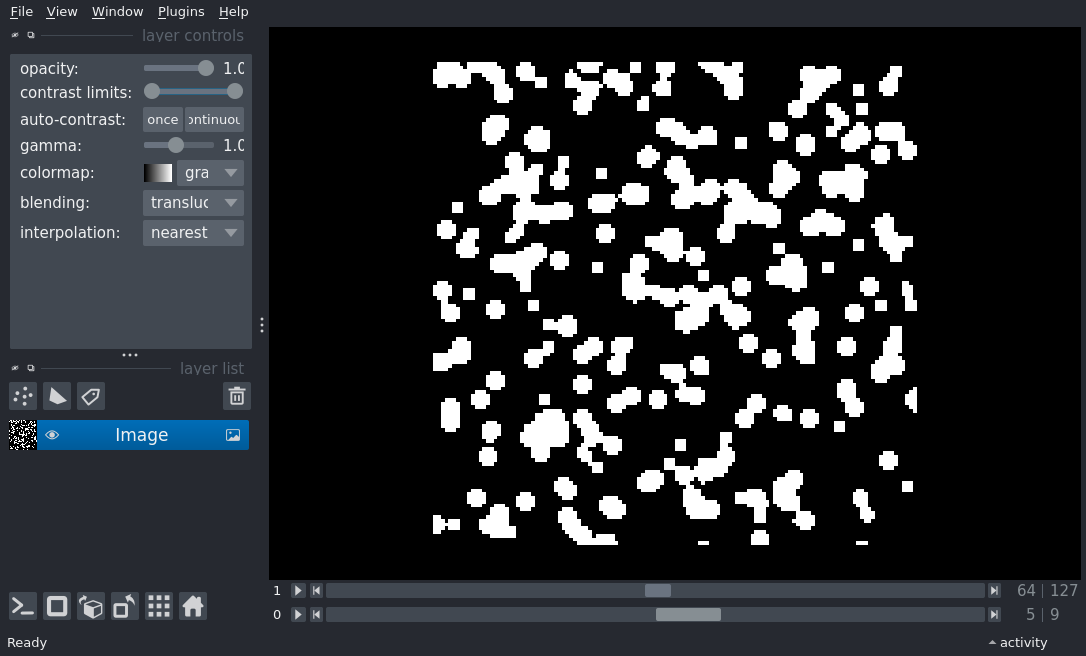 File View Window Plugins Help
layer controls
opacity: 1.0
contrast limits:
auto-contrast: once ontinuou
gamma: 1.0
colormap: gra
blending: transluc
interpolation: nearest
layer list
Image
1 64 | 127
0 5 | 9
Ready activity